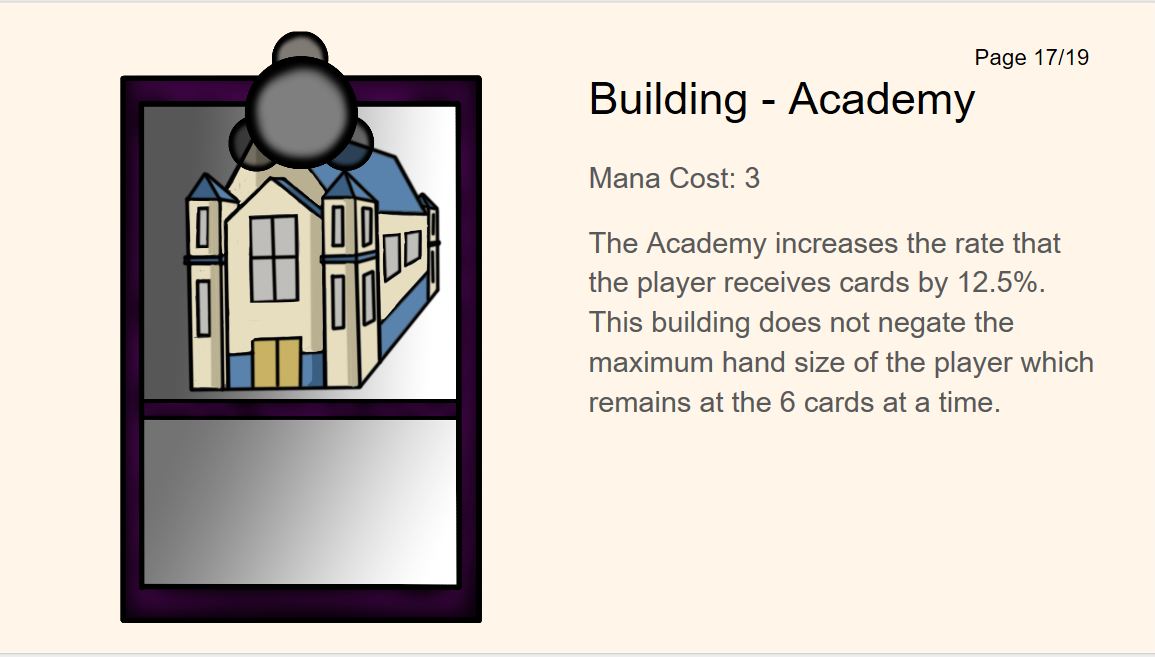 Page 17/19
Building - Academy
Mana Cost: 3
The Academy increases the rate that
the player receives cards by 12.5%.
This building does not negate the
maximum hand size of the player which
remains at the 6 cards at a time.